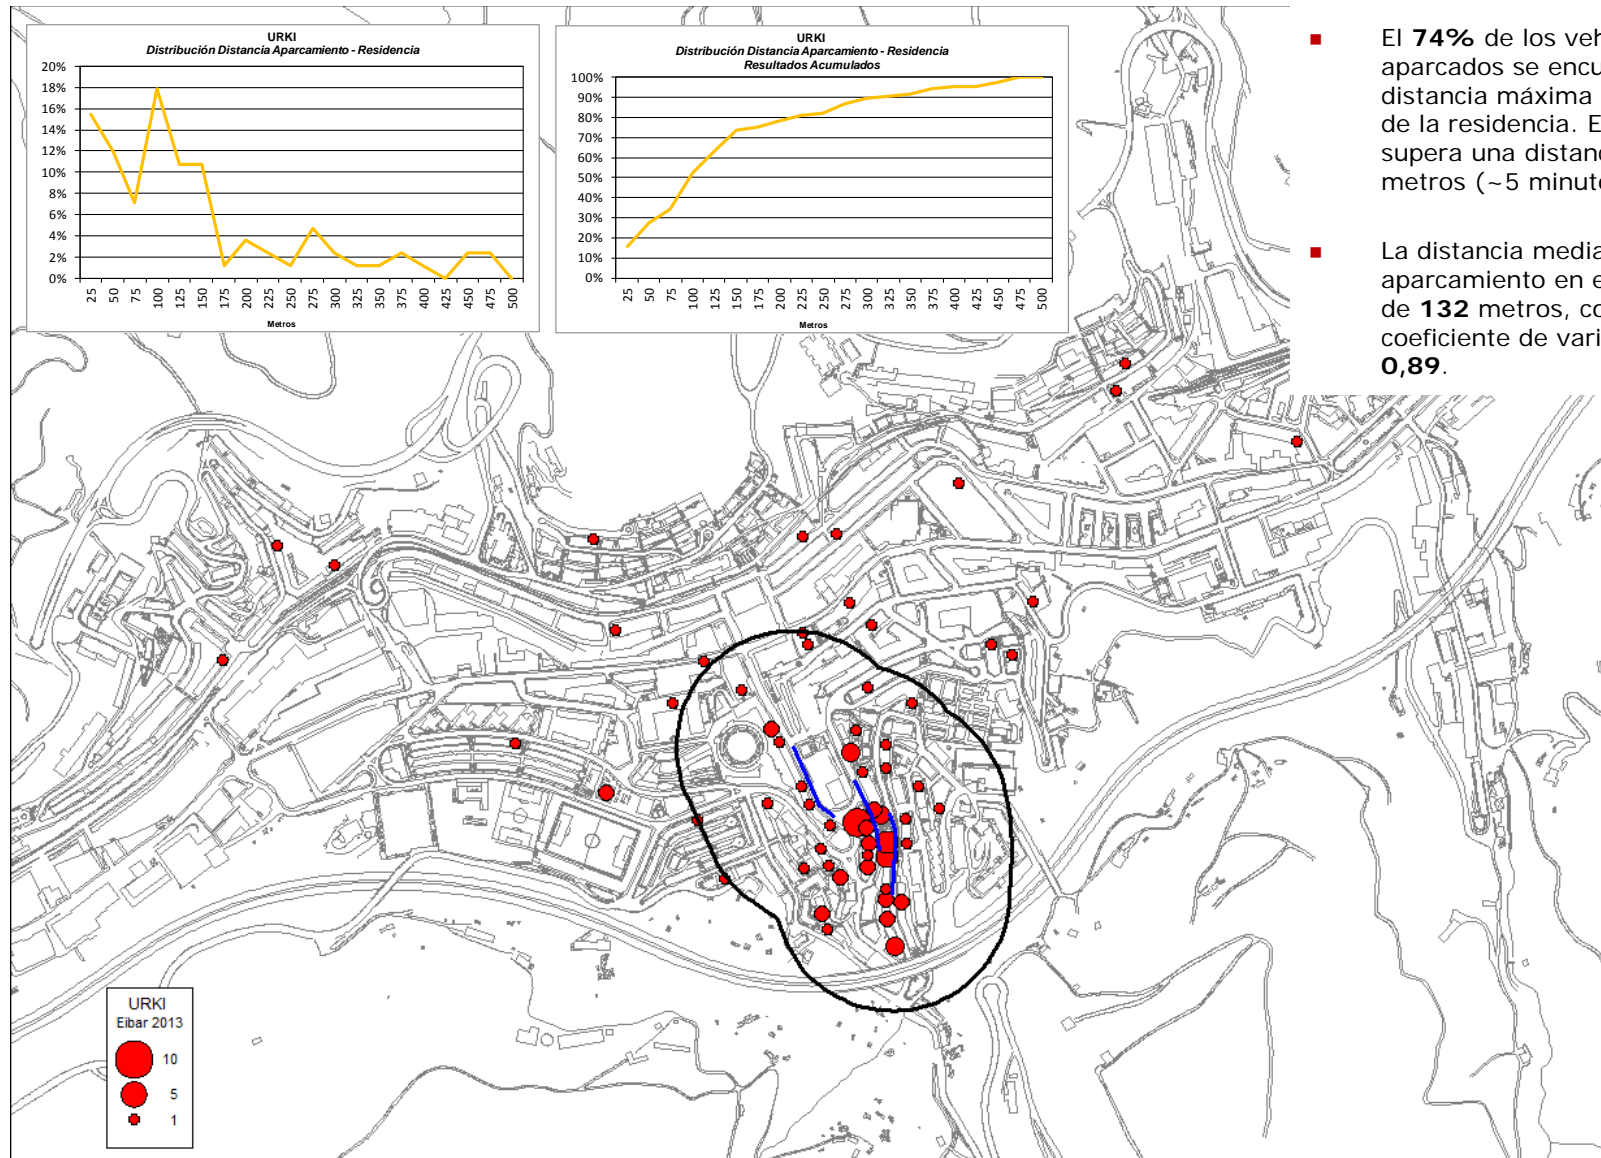 URKI
Distribución Distancia Aparcamiento - Residencia
20%
18%
16%
14%
12%
10%
8%
6%
4%
2%
0%
25 50 75 100 125 150 175 200 225 250 275 300 325 350 375 400 425 450 475 500
Metros
URKI
Distribución Distancia Aparcamiento - Residencia
Resultados Acumulados
100%
90%
80%
70%
60%
50%
40%
30%
20%
10%
0%
25 50 75 100 125 150 175 200 225 250 275 300 325 350 375 400 425 450 475 500
Metros
El 74% de los veh
aparcados se encu
distancia máxima
de la residencia. E
supera una distanc
metros (~5 minut
La distancia media
aparcamiento en e
de 132 metros, co
coeficiente de vari
0,89.
URKI
Eibar 2013
10
5
1